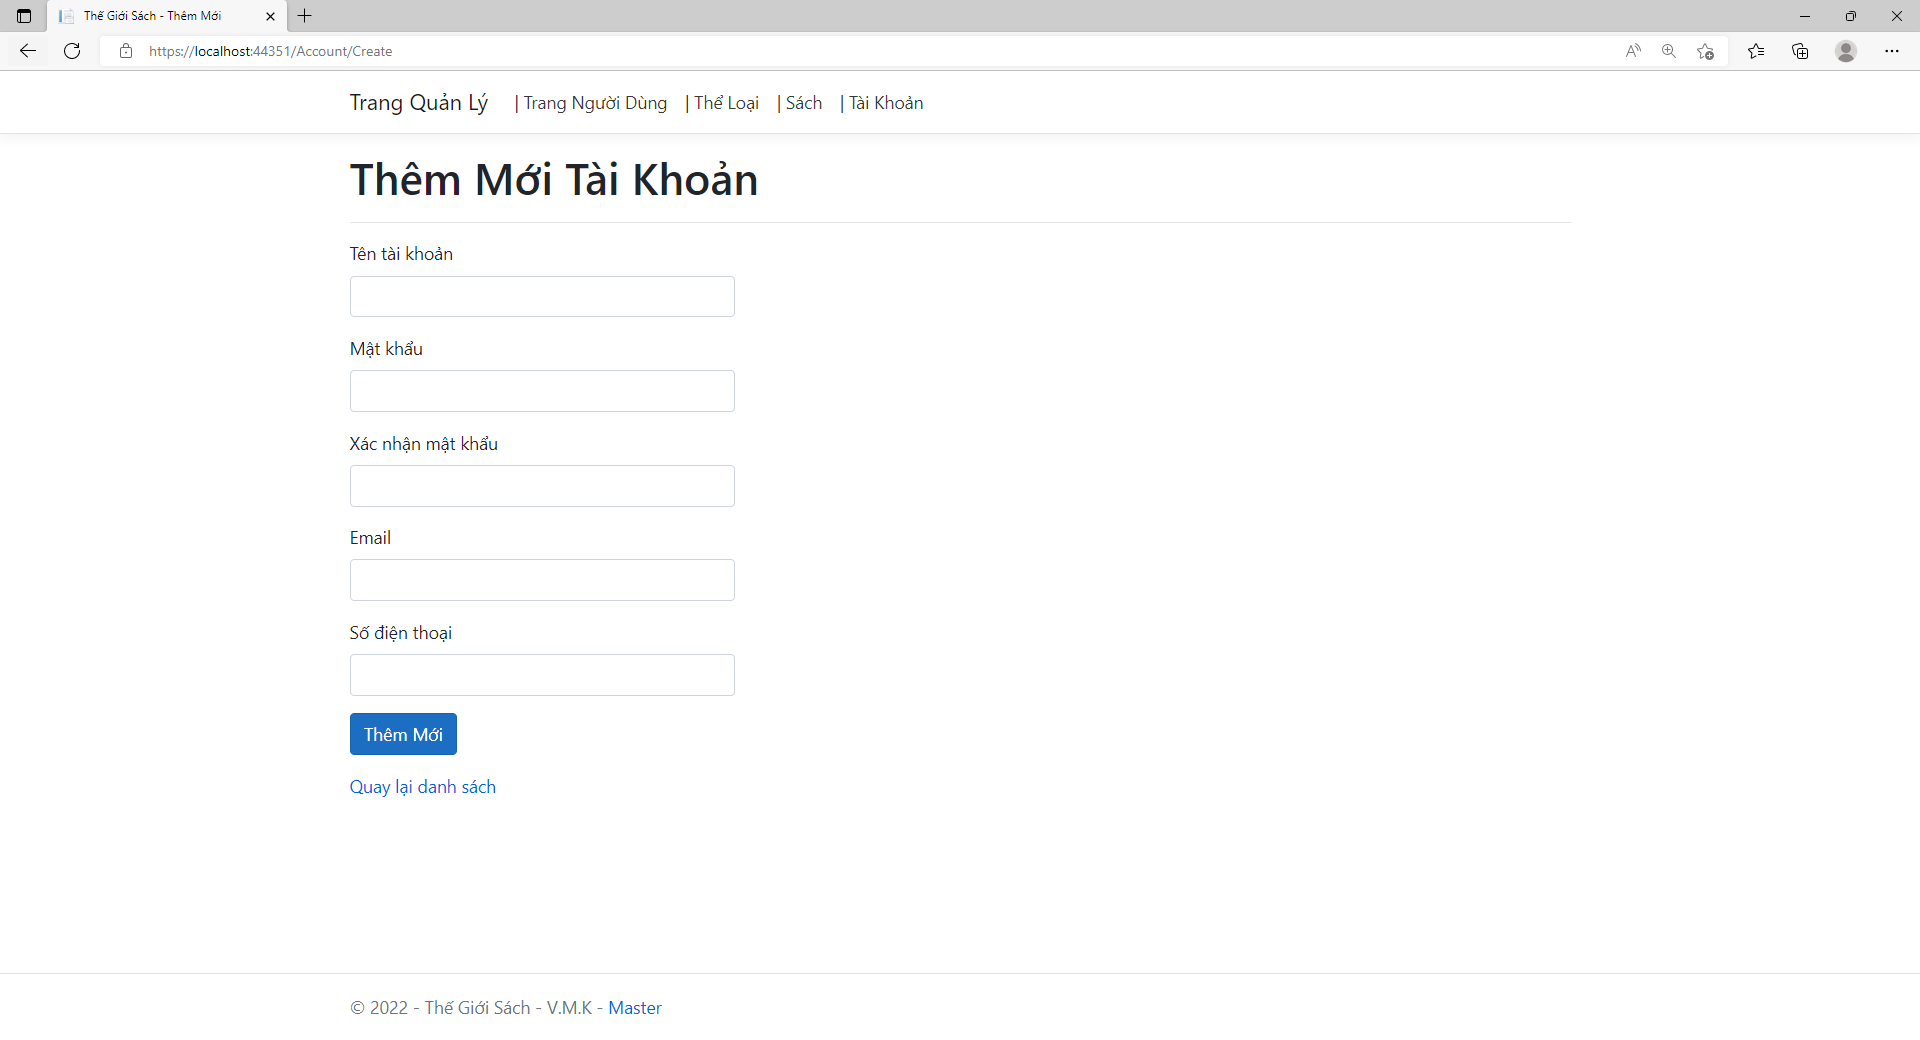 Thế Giới Sách - Thêm Mới
https://localhost:44351/Account/Create
Trang Quản Lý | Trang Người Dùng | Thể Loại | Sách | Tài Khoản
Thêm Mới Tài Khoản
Tên tài khoản
Mật khẩu
Xác nhận mật khẩu
Email
Số điện thoại
Thêm Mới
Quay lại danh sách
© 2022 - Thế Giới Sách - V.M.K - Master